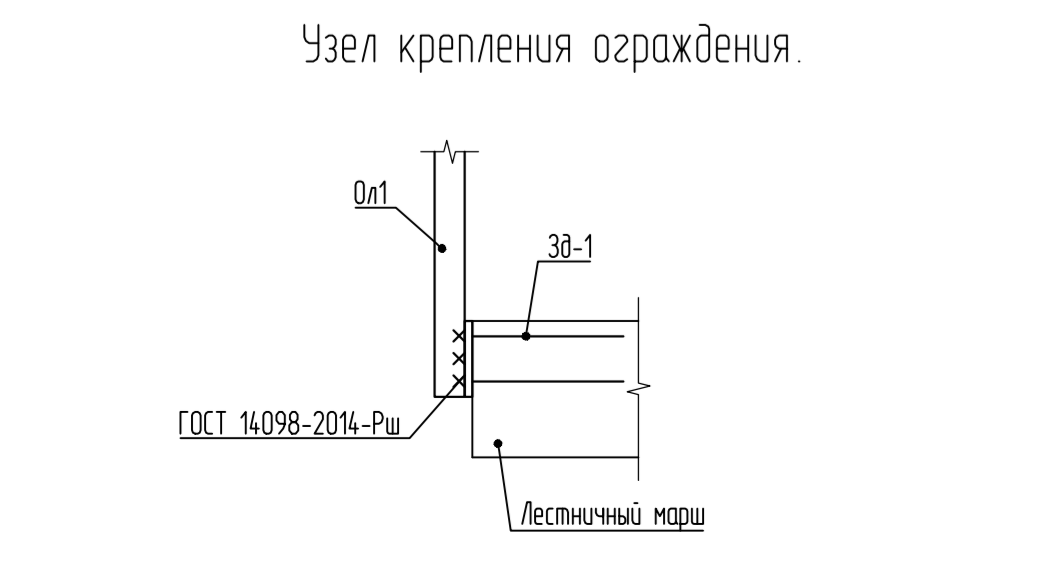 Узел крепления ограждения.
Ол1
Зд-1
ГОСТ 14098-2014-Рш
Лестничный марш